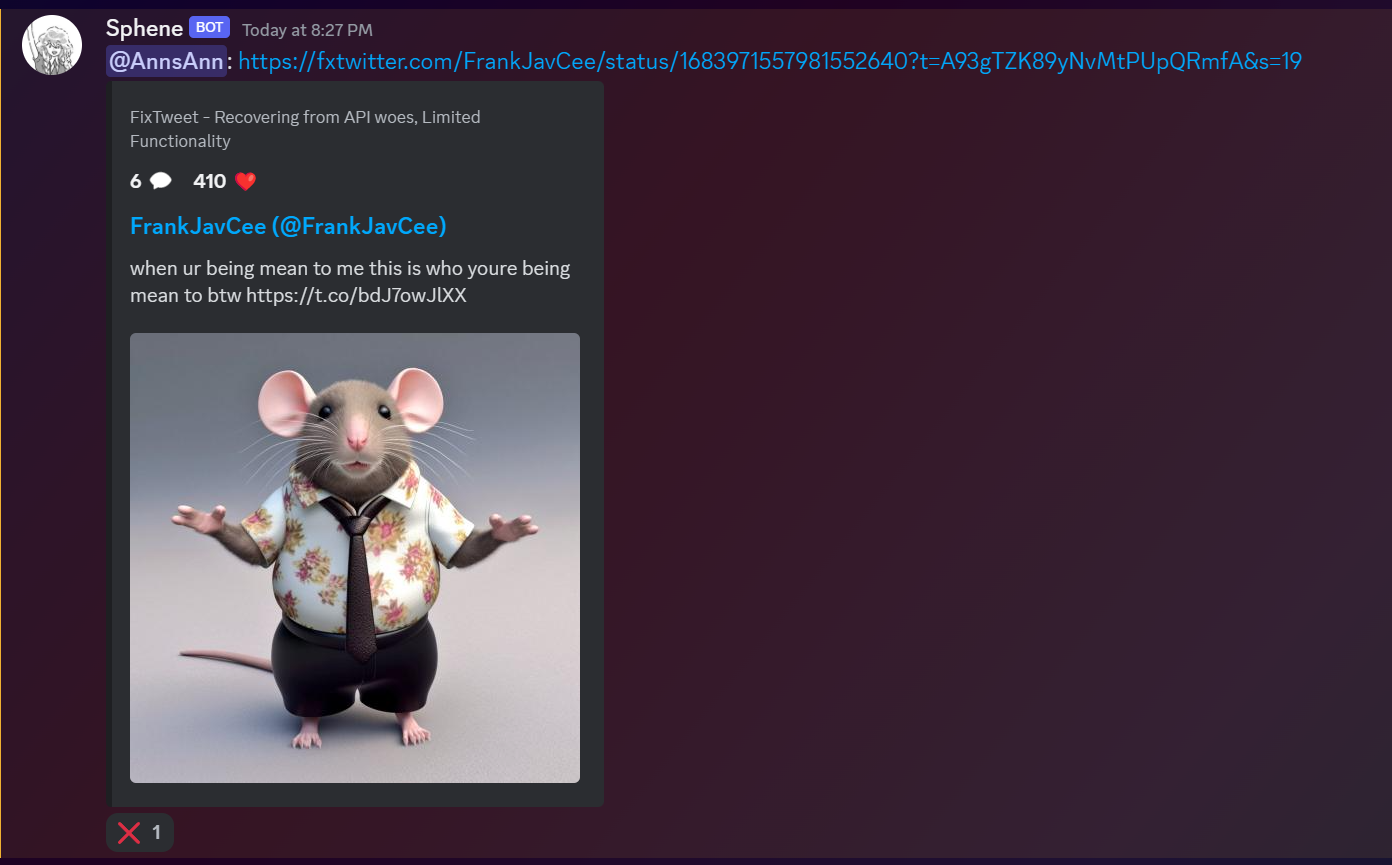 Sphene BOT Today at 8:27 PM
@AnnsAnn: https://fxtwitter.com/FrankJavCee/status/1683971557981552640?t=A93gTZK89yNvMtPUpQRmfA&s=19
FixTweet - Recovering from API woes, Limited
Functionality
6 💬 410 ❤️
FrankJavCee (@FrankJavCee)
when ur being mean to me this is who youre being
mean to btw https://t.co/bdJ7owJlXX
❌ 1